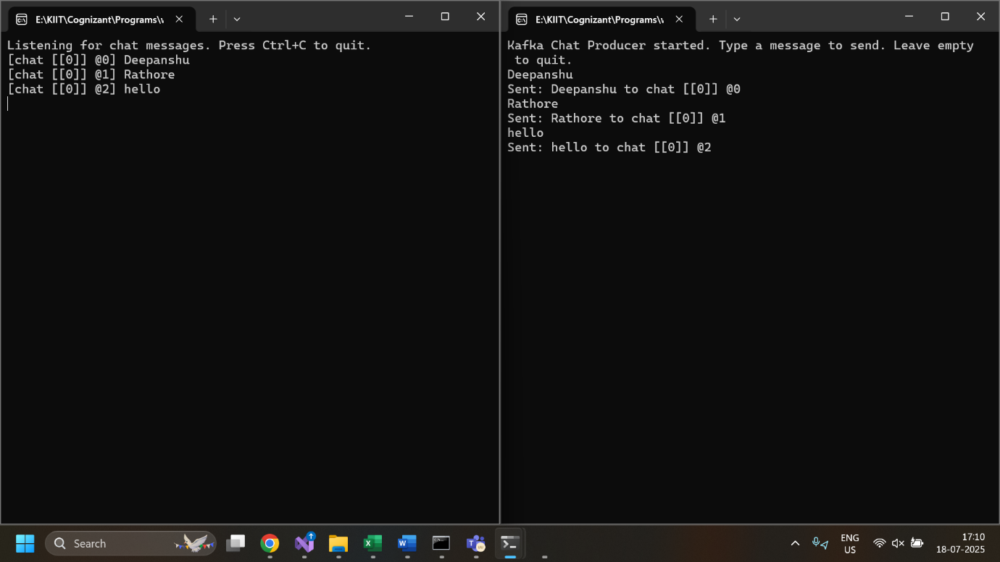 E:\KIIT\Cognizant\Programs\
Listening for chat messages. Press Ctrl+C to quit.
[chat [[0]] @0] Deepanshu
[chat [[0]] @1] Rathore
[chat [[0]] @2] hello
E:\KIIT\Cognizant\Programs\
Kafka Chat Producer started. Type a message to send. Leave empty
to quit.
Deepanshu
Sent: Deepanshu to chat [[0]] @0
Rathore
Sent: Rathore to chat [[0]] @1
hello
Sent: hello to chat [[0]] @2
Search
ENG
US
17:10
18-07-2025